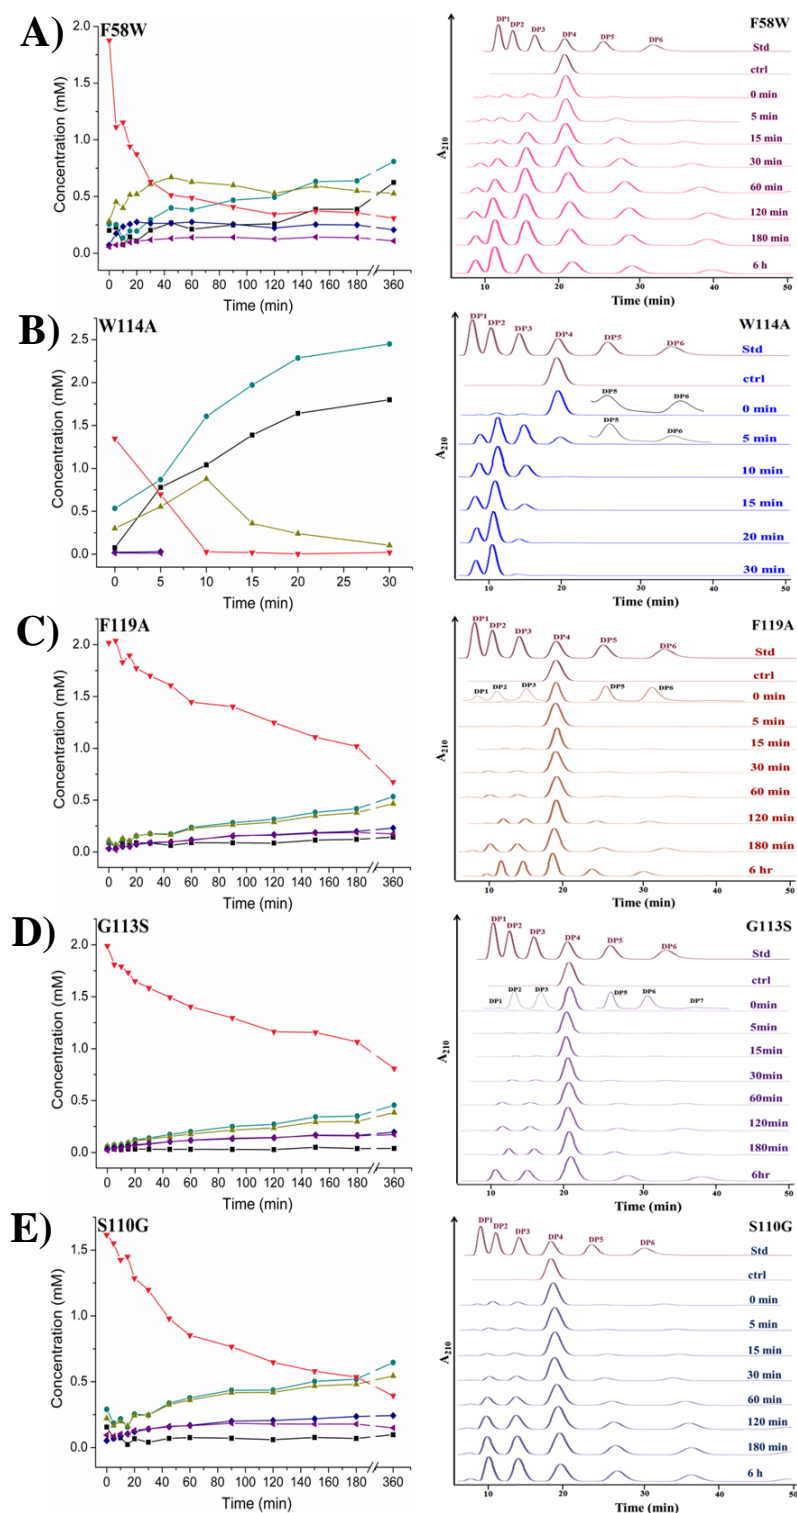 A)
F58W
Concentration (mM)
2.0
1.5
1.0
0.5
0.0
0 20 40 60 80 100 120 140 160 180 360
Time (min)
F58W
A210
DP1 DP2 DP3 DP4 DP5 DP6
Std
ctrl
0 min
5 min
15 min
30 min
60 min
120 min
180 min
6 h
10 20 30 40 50
Time (min)
B)
W114A
Concentration (mM)
2.5
2.0
1.5
1.0
0.5
0.0
0 5 10 15 20 25 30
Time (min)
W114A
A210
DP1 DP2 DP3 DP4 DP5 DP6
Std
ctrl
DP5 DP6
0 min
DP5 DP6
5 min
10 min
15 min
20 min
30 min
10 20 30 40 50
Time (min)
C)
F119A
Concentration (mM)
2.0
1.5
1.0
0.5
0.0
0 20 40 60 80 100 120 140 160 180 360
Time (min)
F119A
A210
DP1 DP2 DP3 DP4 DP5 DP6
Std
ctrl
DP1 DP2 DP3 DP5 DP6
0 min
5 min
15 min
30 min
60 min
120 min
180 min
6 hr
10 20 30 40 50
Time (min)
D)
G113S
Concentration (mM)
2.0
1.5
1.0
0.5
0.0
0 20 40 60 80 100 120 140 160 180 360
Time (min)
G113S
A210
DP1 DP2 DP3 DP4 DP5 DP6
Std
ctrl
DP1 DP2 DP3 DP5 DP6 DP7
0min
5min
15min
30min
60min
120min
180min
6hr
10 20 30 40 50
Time (min)
E)
S110G
Concentration (mM)
1.5
1.0
0.5
0.0
0 20 40 60 80 100 120 140 160 180 360
Time (min)
S110G
A210
DP1 DP2 DP3 DP4 DP5 DP6
Std
ctrl
0 min
5 min
15 min
30 min
60 min
120 min
180 min
6 h
10 20 30 40 50
Time (min)